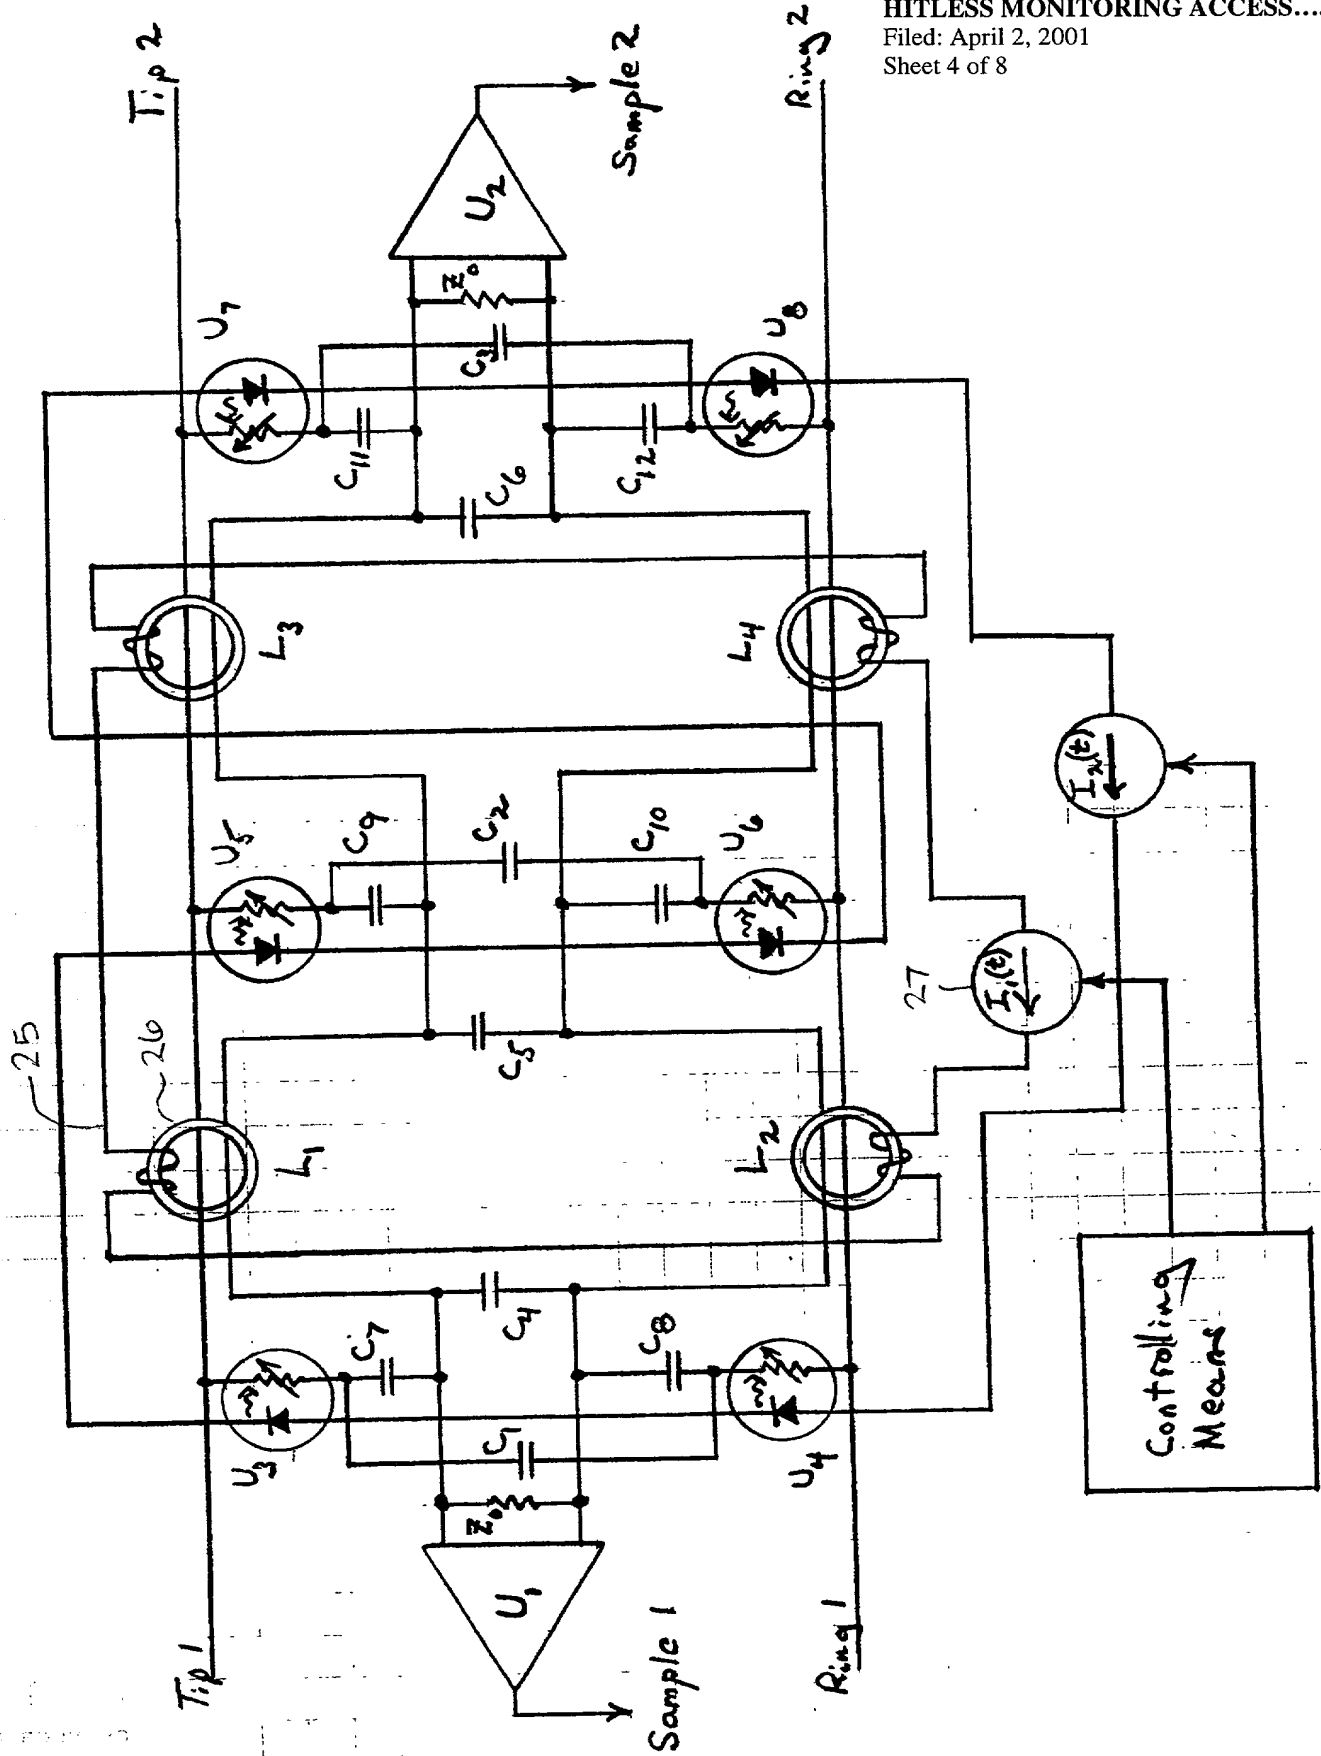 HITLESS MONITORING ACCESS....
Filed: April 2, 2001
Sheet 4 of 8
Tip 2
Ring 2
Sample 2
U2
Z0
U7
U8
C3
C11
C12
C6
L3
L4
I2(t)
U5
C9
C2
C10
U6
I1(t)
27
25
26
C5
L1
L2
C4
C7
C8
U3
C1
U4
Z0
U1
Controlling
Means
Tip 1
Ring 1
Sample 1